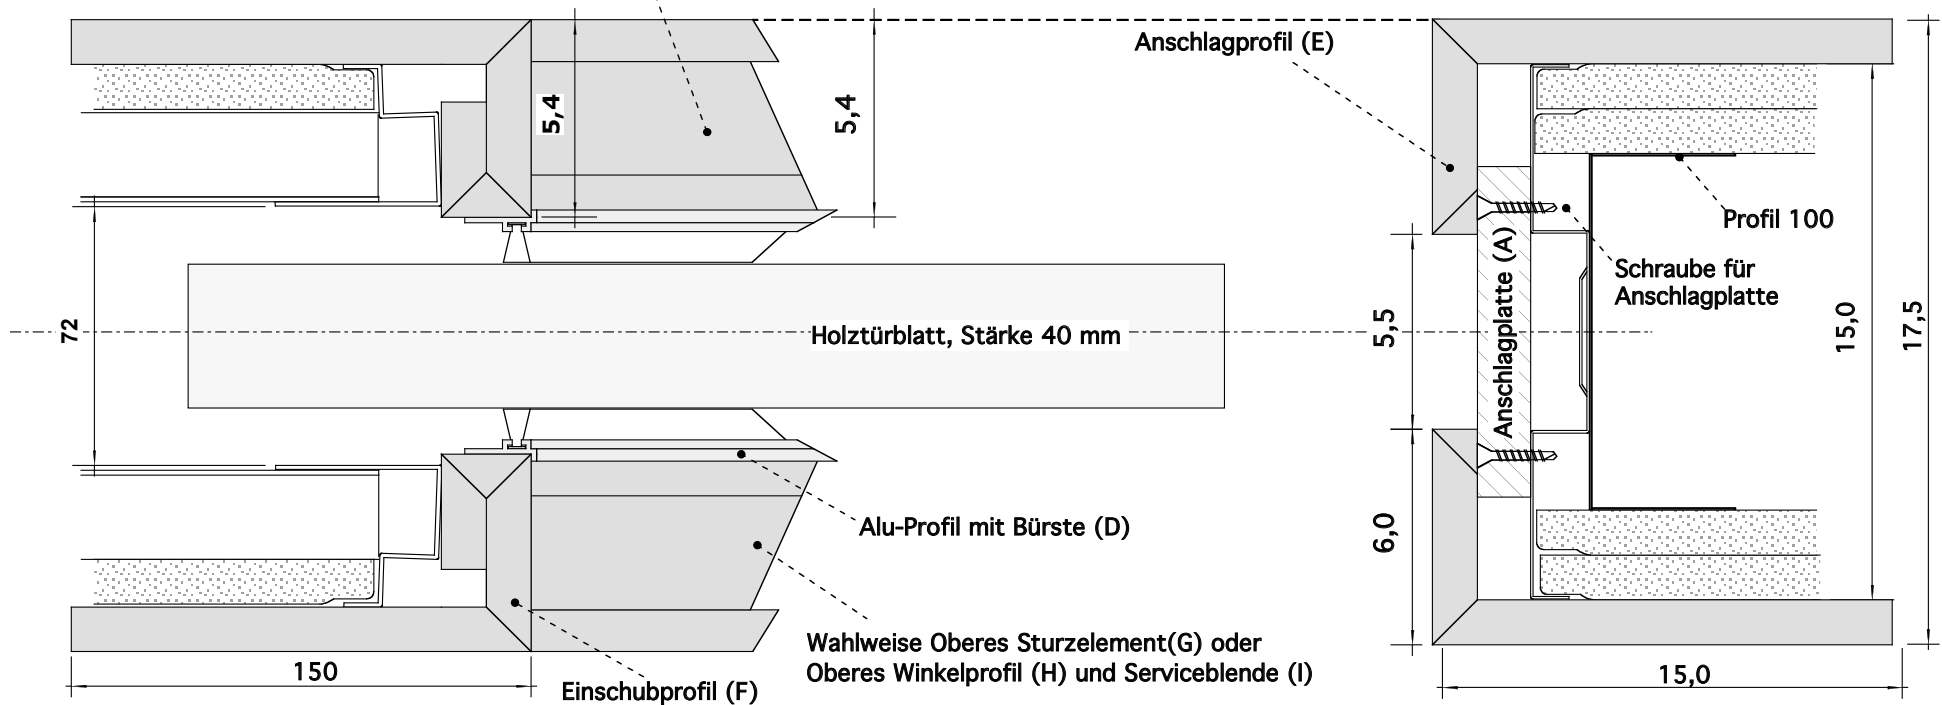 Anschlagprofil (E)
5,4
5,4
Profil 100
Schraube für
Anschlagplatte
Anschlagplatte (A)
72
Holztürblatt, Stärke 40 mm
5,5
15,0
17,5
Alu-Profil mit Bürste (D)
6,0
Wahlweise Oberes Sturzelement(G) oder
Oberes Winkelprofil (H) und Serviceblende (I)
150
Einschubprofil (F)
15,0